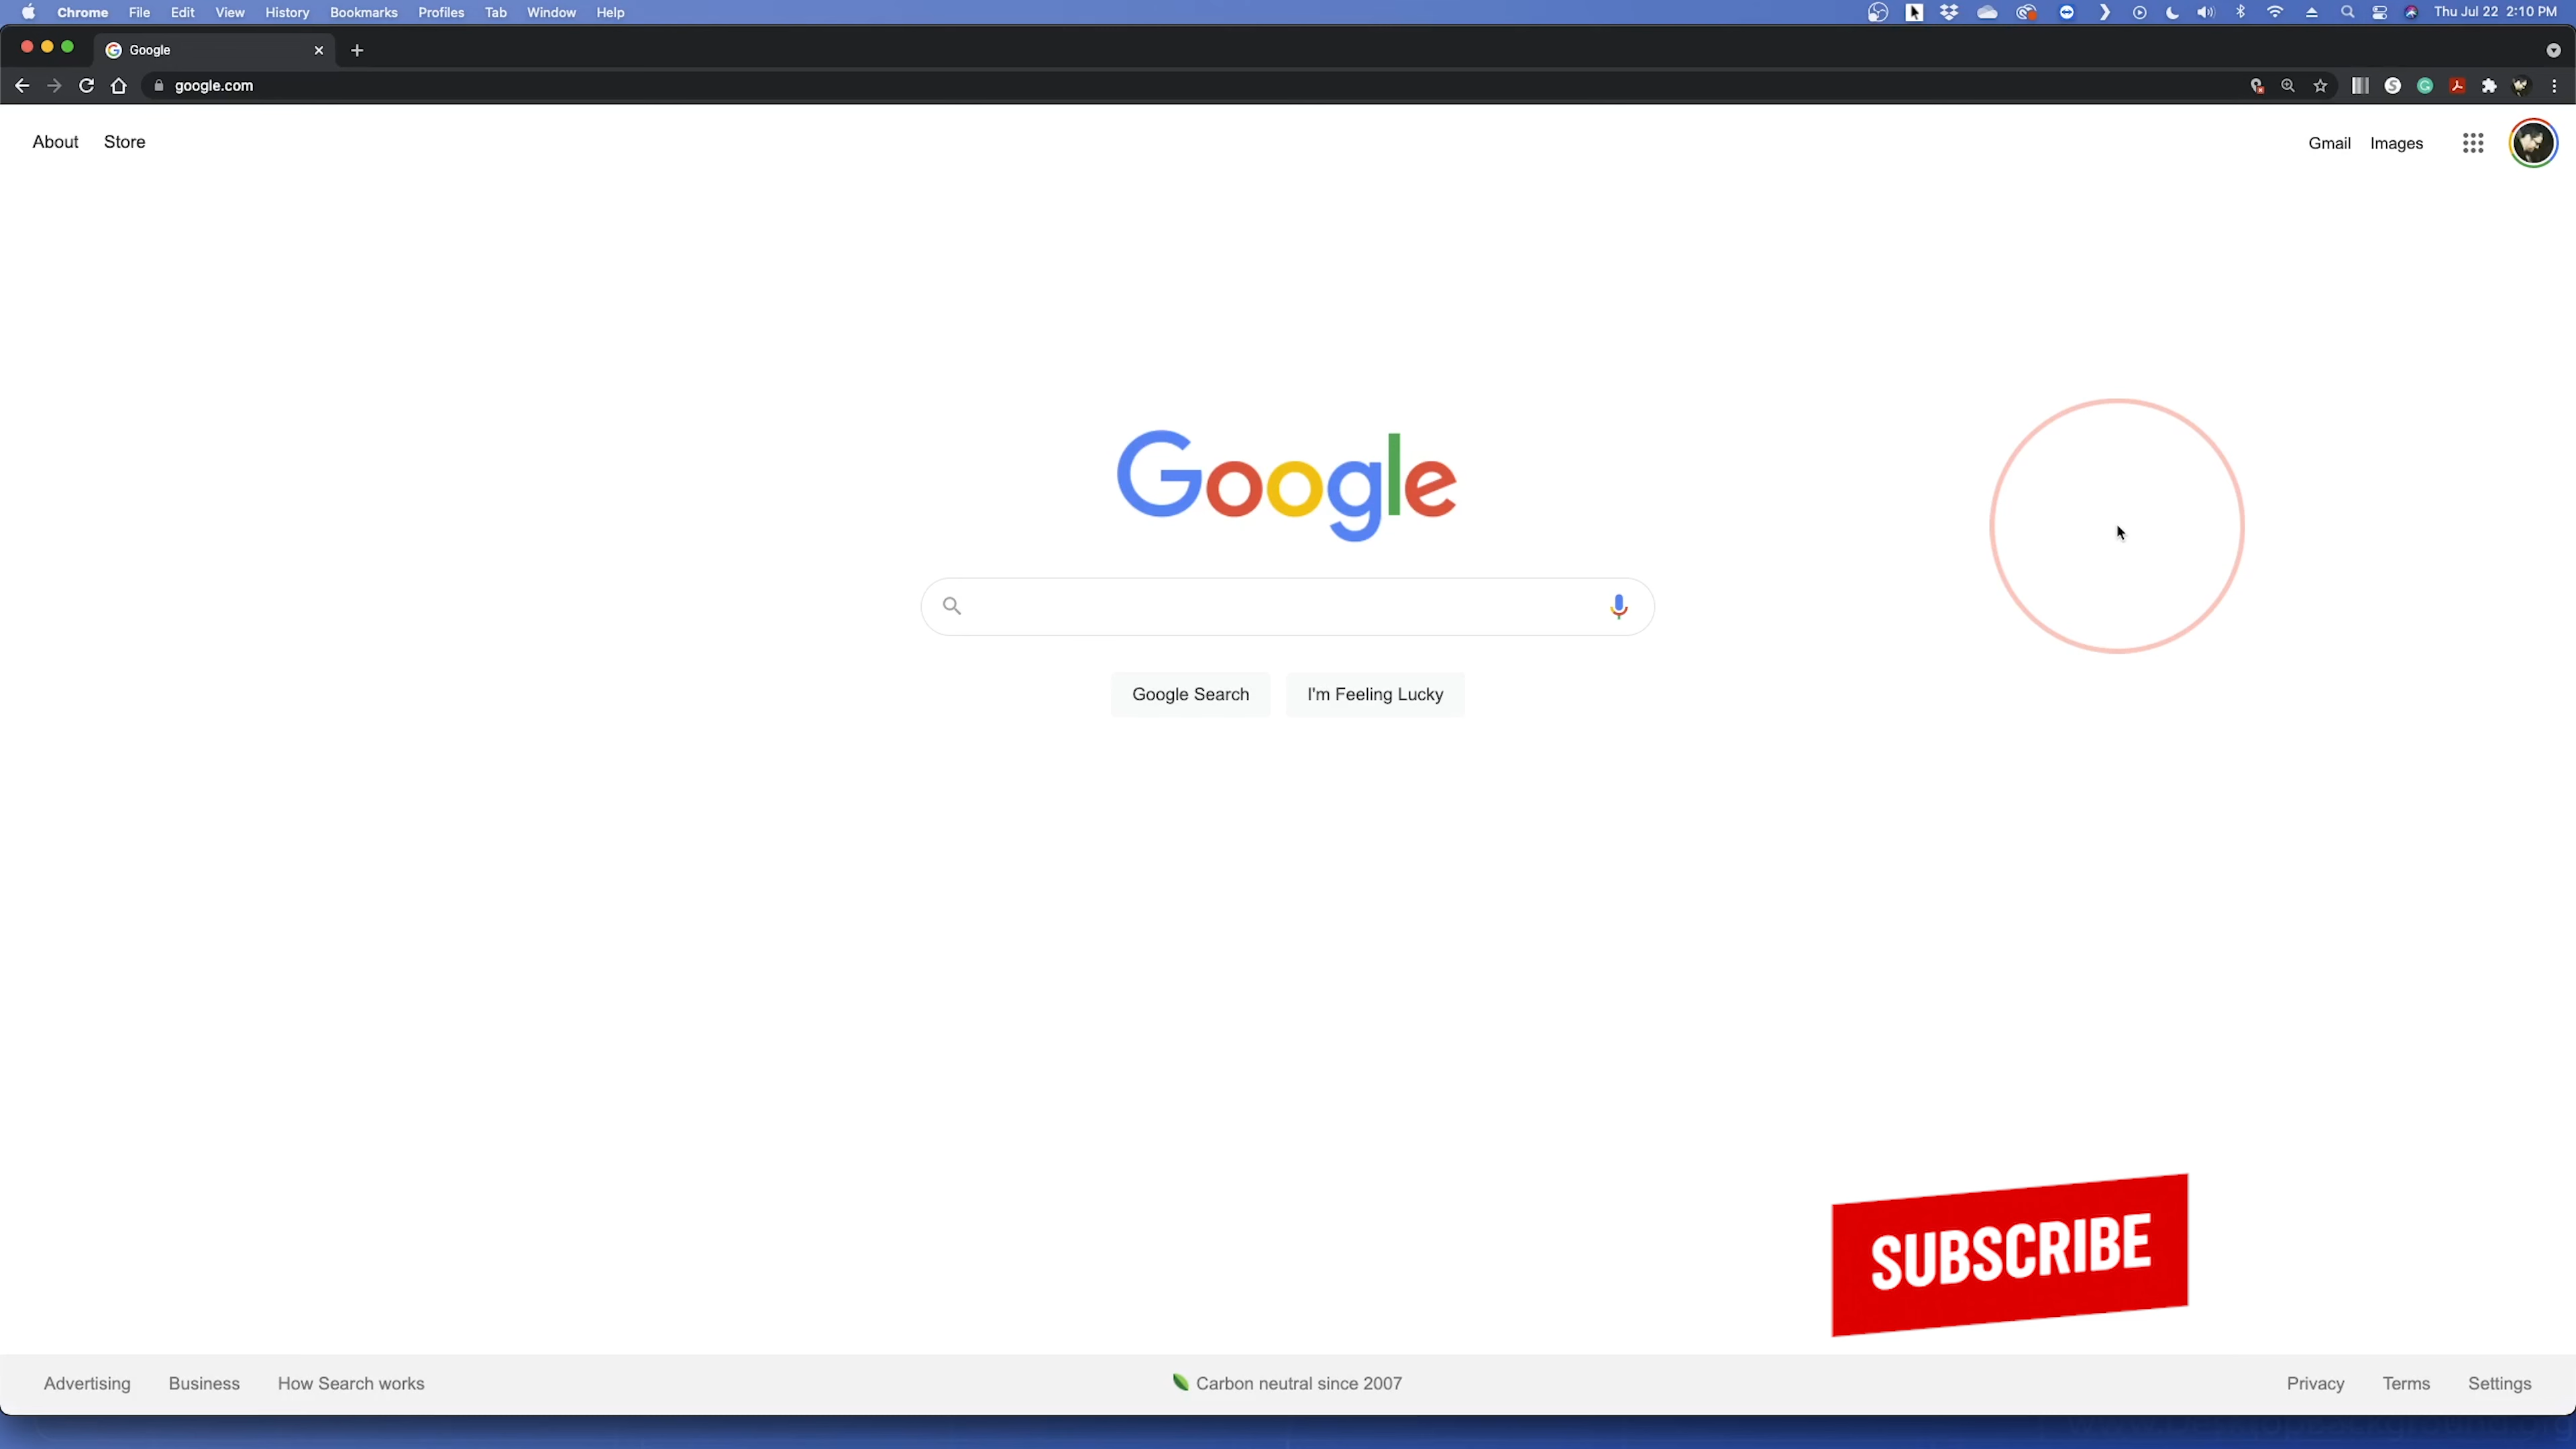 Chrome File Edit View History Bookmarks Profiles Tab Window Help Thu Jul 22 2:10 PM
Google
google.com
About Store Gmail Images
Google
Google Search I'm Feeling Lucky
SUBSCRIBE
Advertising Business How Search works Carbon neutral since 2007 Privacy Terms Settings